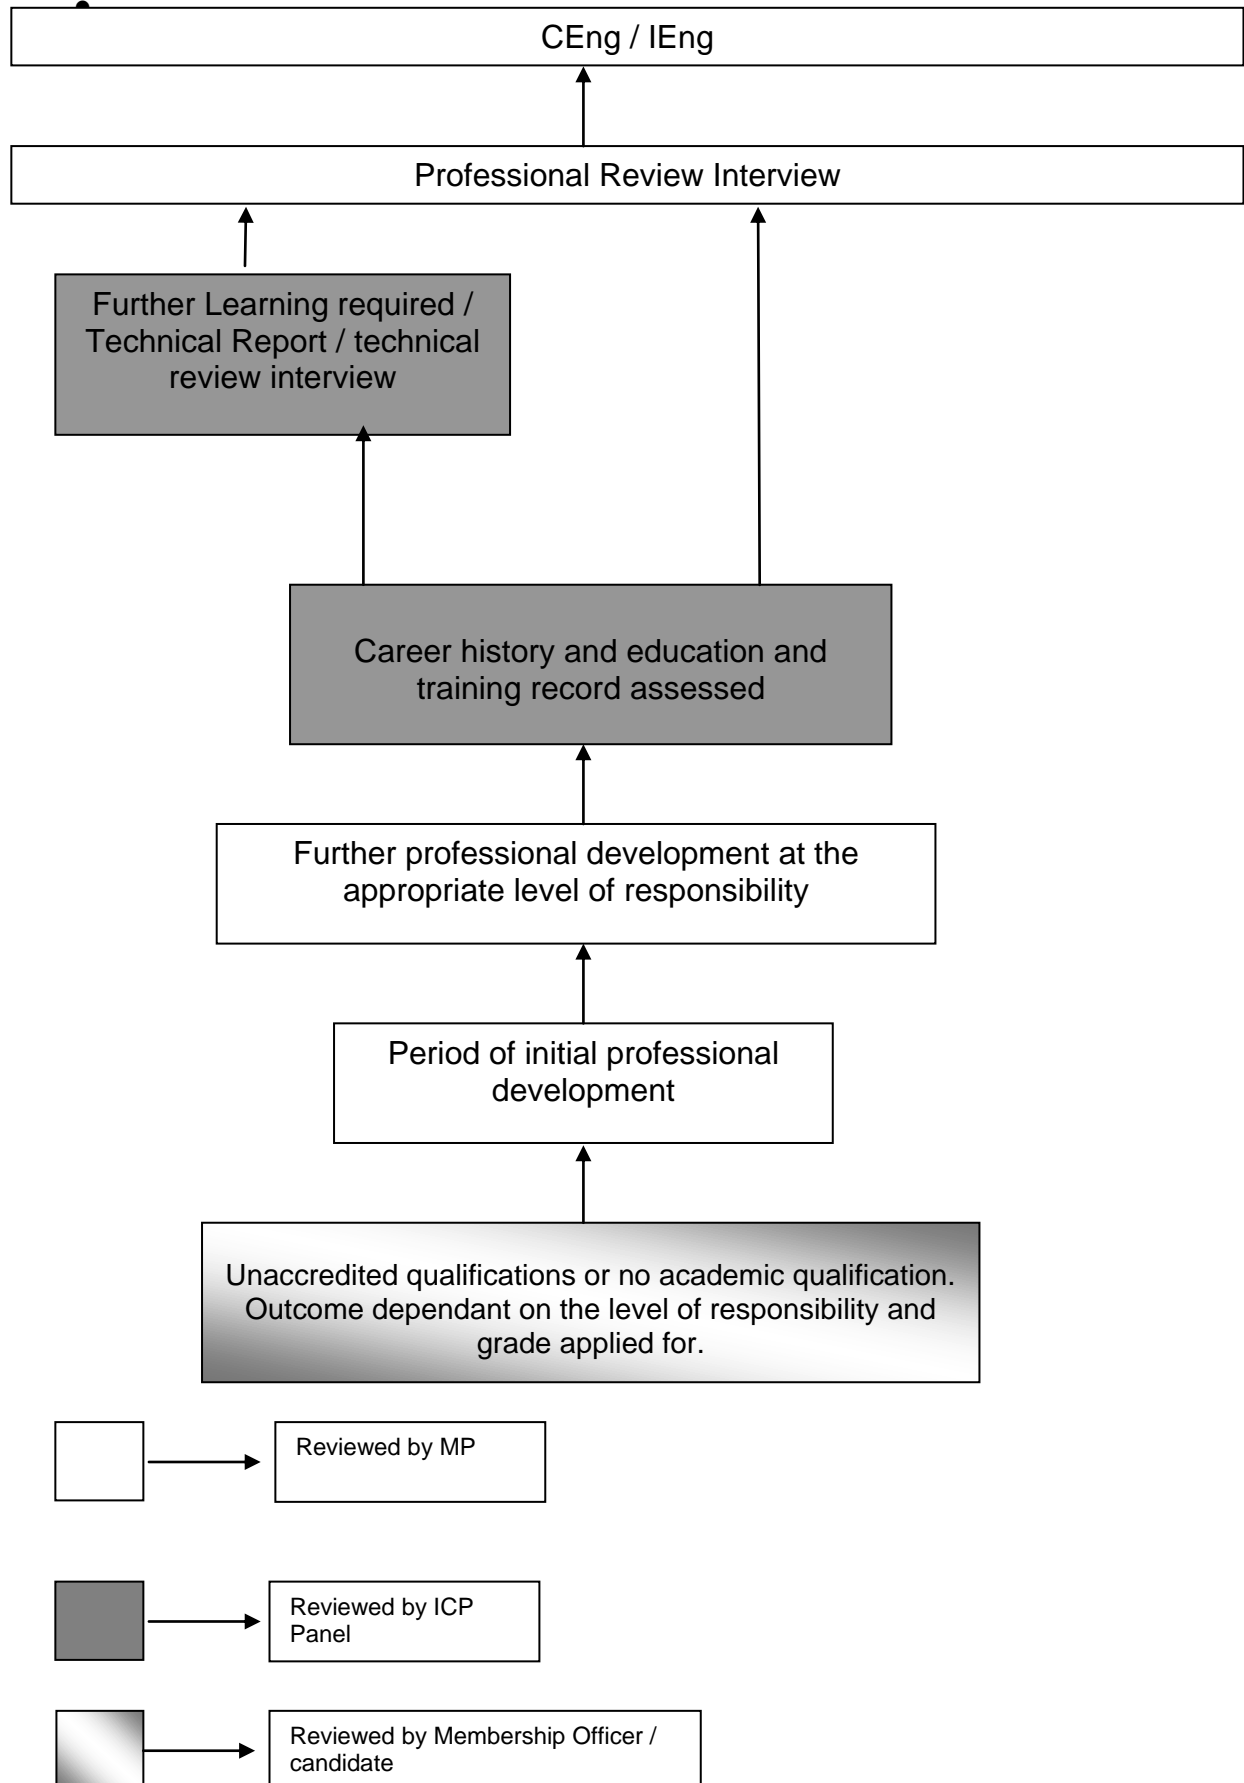 CEng / IEng
Professional Review Interview
Further Learning required /
Technical Report / technical
review interview
Career history and education and
training record assessed
Further professional development at the
appropriate level of responsibility
Period of initial professional
development
Unaccredited qualifications or no academic qualification.
Outcome dependant on the level of responsibility and
grade applied for.
Reviewed by MP
Reviewed by ICP
Panel
Reviewed by Membership Officer /
candidate